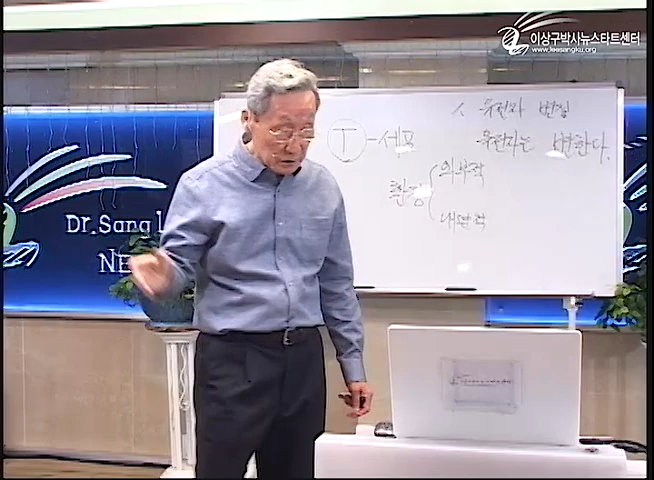 이상구박사뉴스타트센터
www.leesangku.org
유전자 변질
T-세포 유전자는 변한다.
환경
외부적
내면적
Dr.Sang L
NE